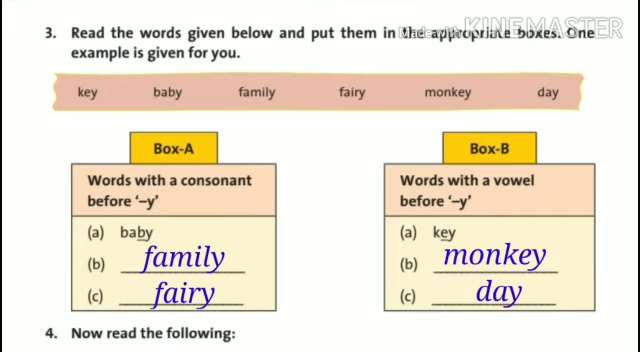 Made with KINEMASTER
3. Read the words given below and put them in the appropriate boxes. One
example is given for you.
key baby family fairy monkey day
Box-A
Words with a consonant
before ‘–y’
(a) baby
(b) family
(c) fairy
Box-B
Words with a vowel
before ‘–y’
(a) key
(b) monkey
(c) day
4. Now read the following: